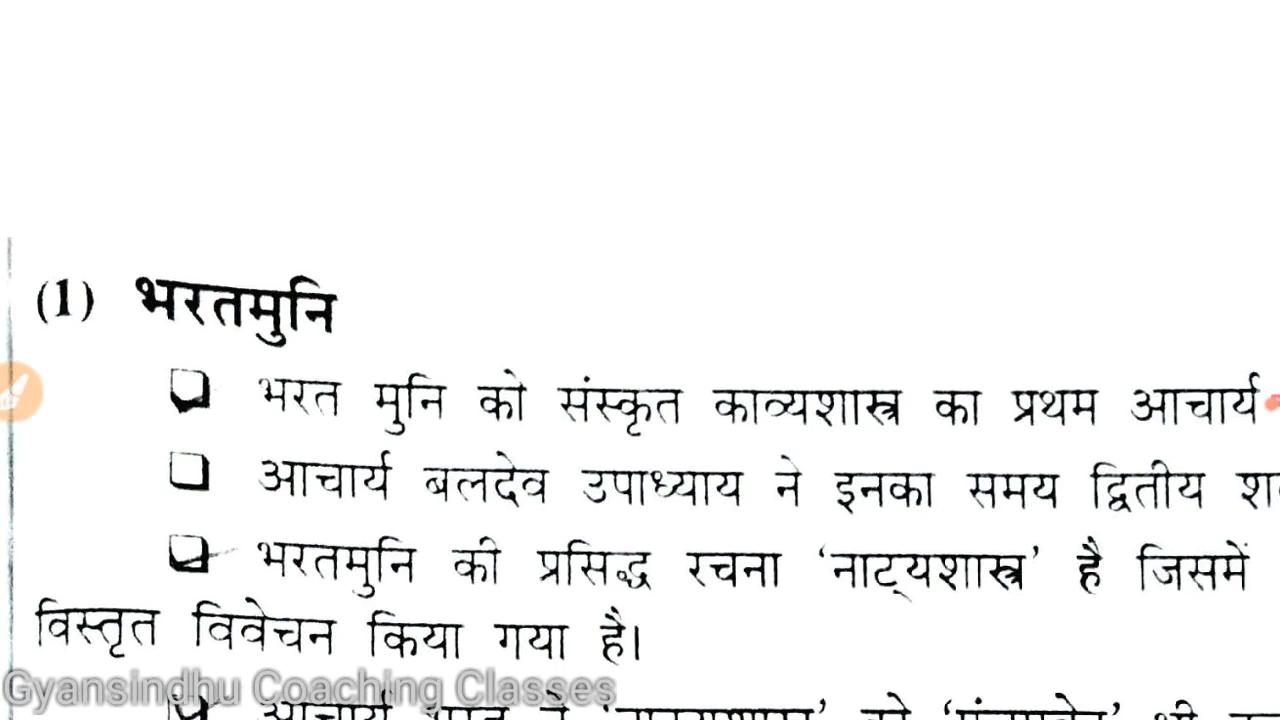 (1) भरतमुनि
भरत मुनि को संस्कृत काव्यशास्त्र का प्रथम आचार्य
आचार्य बलदेव उपाध्याय ने इनका समय द्वितीय
भरतमुनि की प्रसिद्ध रचना ‘नाट्यशास्त्र’ है जिसमें
विस्तृत विवेचन किया गया है।
Gyansindhu Coaching Classes